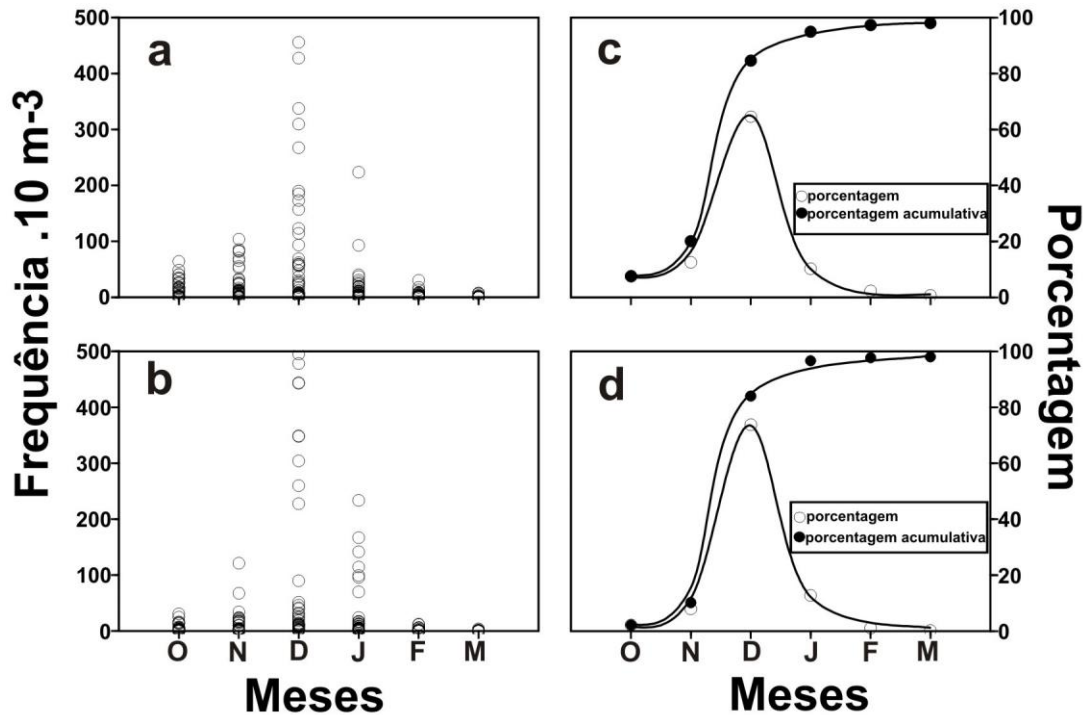 Frequência .10 m-3
a
500
400
300
200
100
0
b
500
400
300
200
100
0
O N D J F M
Meses
c
100
80
60
40
20
0
porcentagem
porcentagem acumulativa
d
100
80
60
40
20
0
porcentagem
porcentagem acumulativa
O N D J F M
Meses
Porcentagem